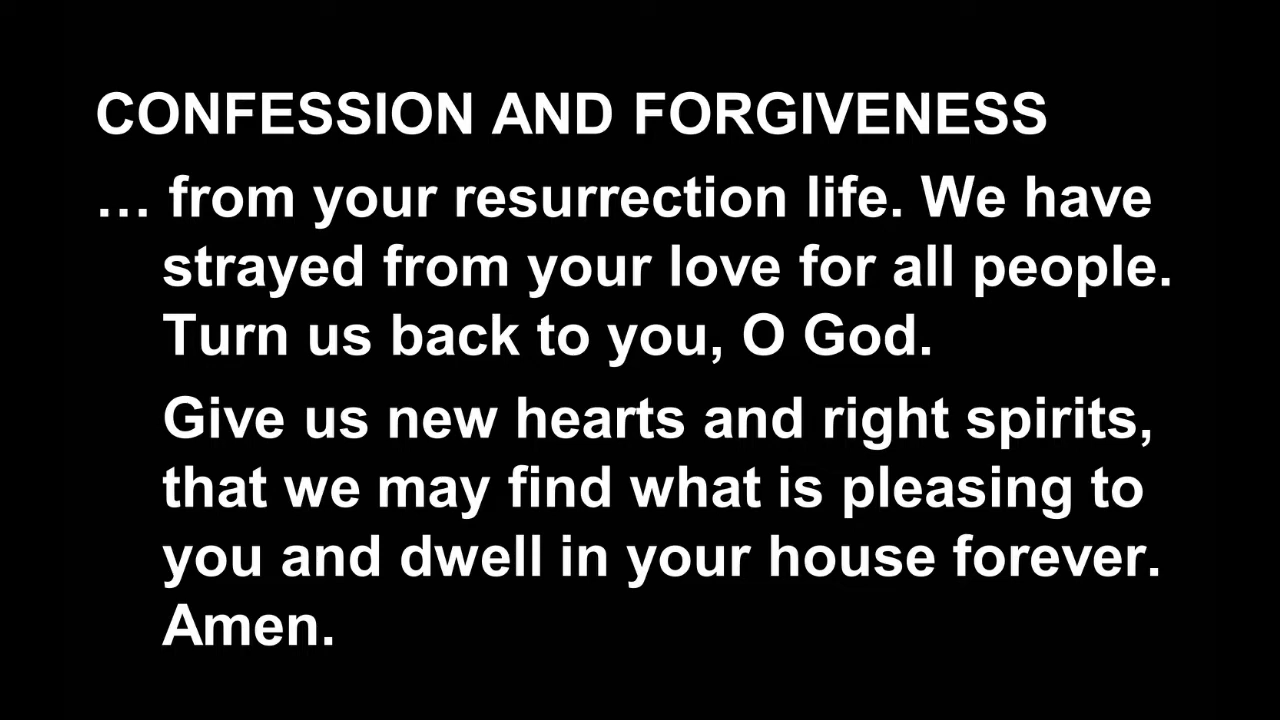 CONFESSION AND FORGIVENESS
… from your resurrection life. We have
strayed from your love for all people.
Turn us back to you, O God.
Give us new hearts and right spirits,
that we may find what is pleasing to
you and dwell in your house forever.
Amen.